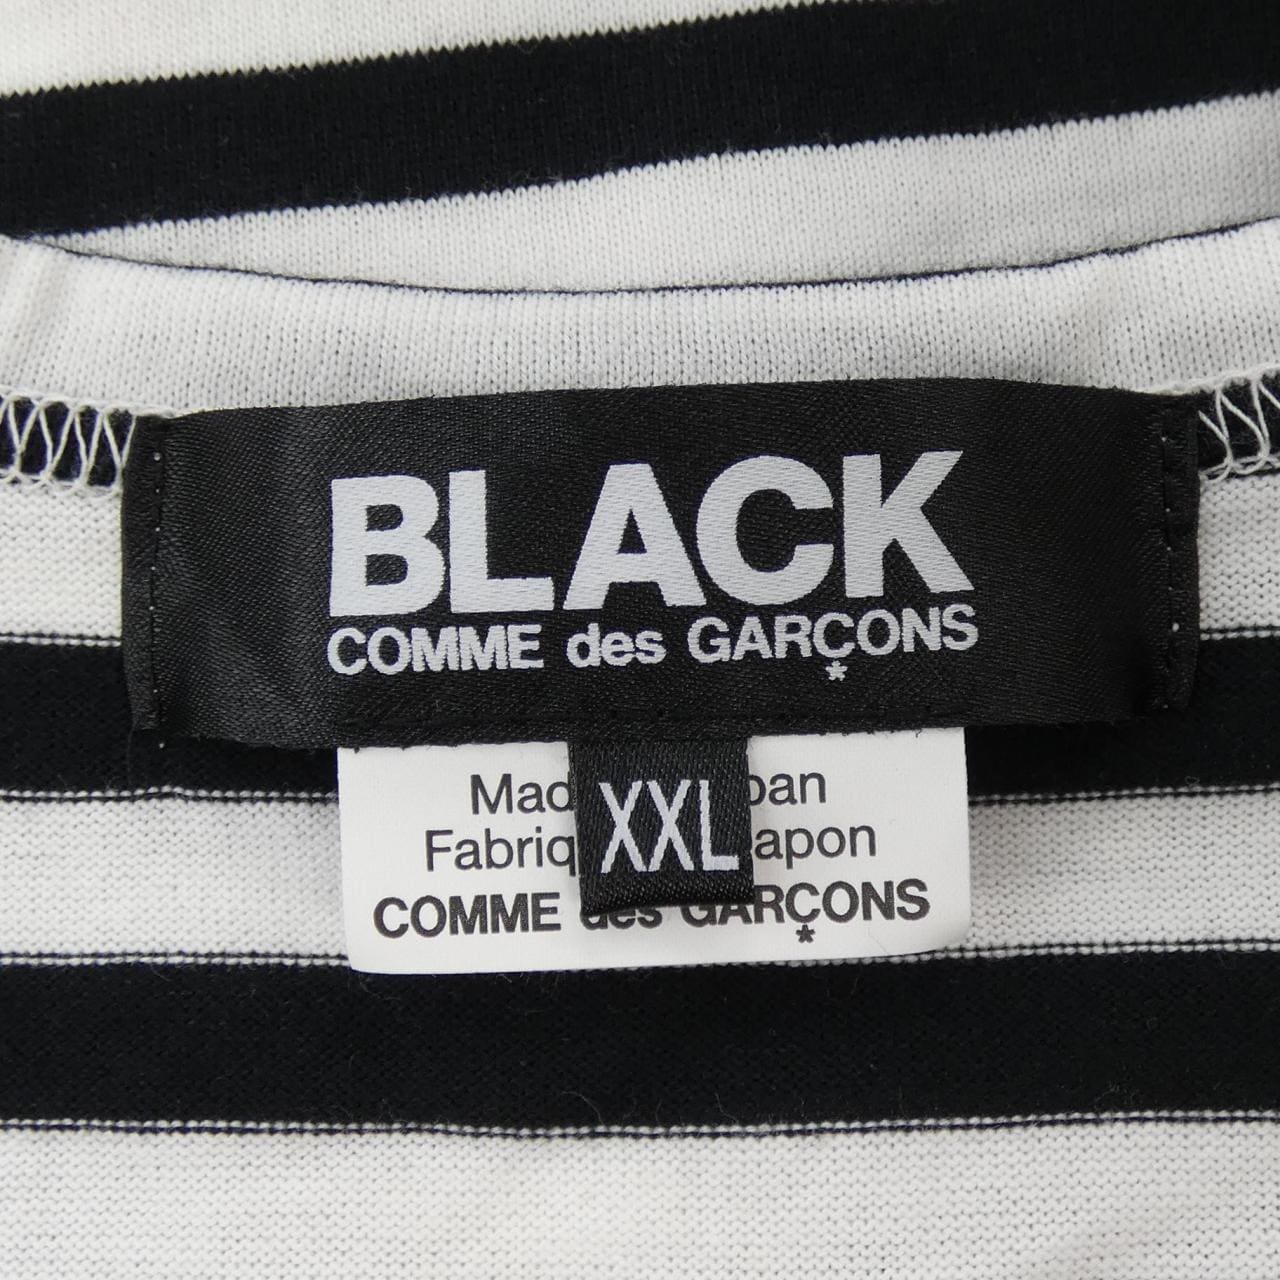 BLACK
COMME des GARÇONS
Mad XXL pan
Fabriq apon
COMME des GARÇONS